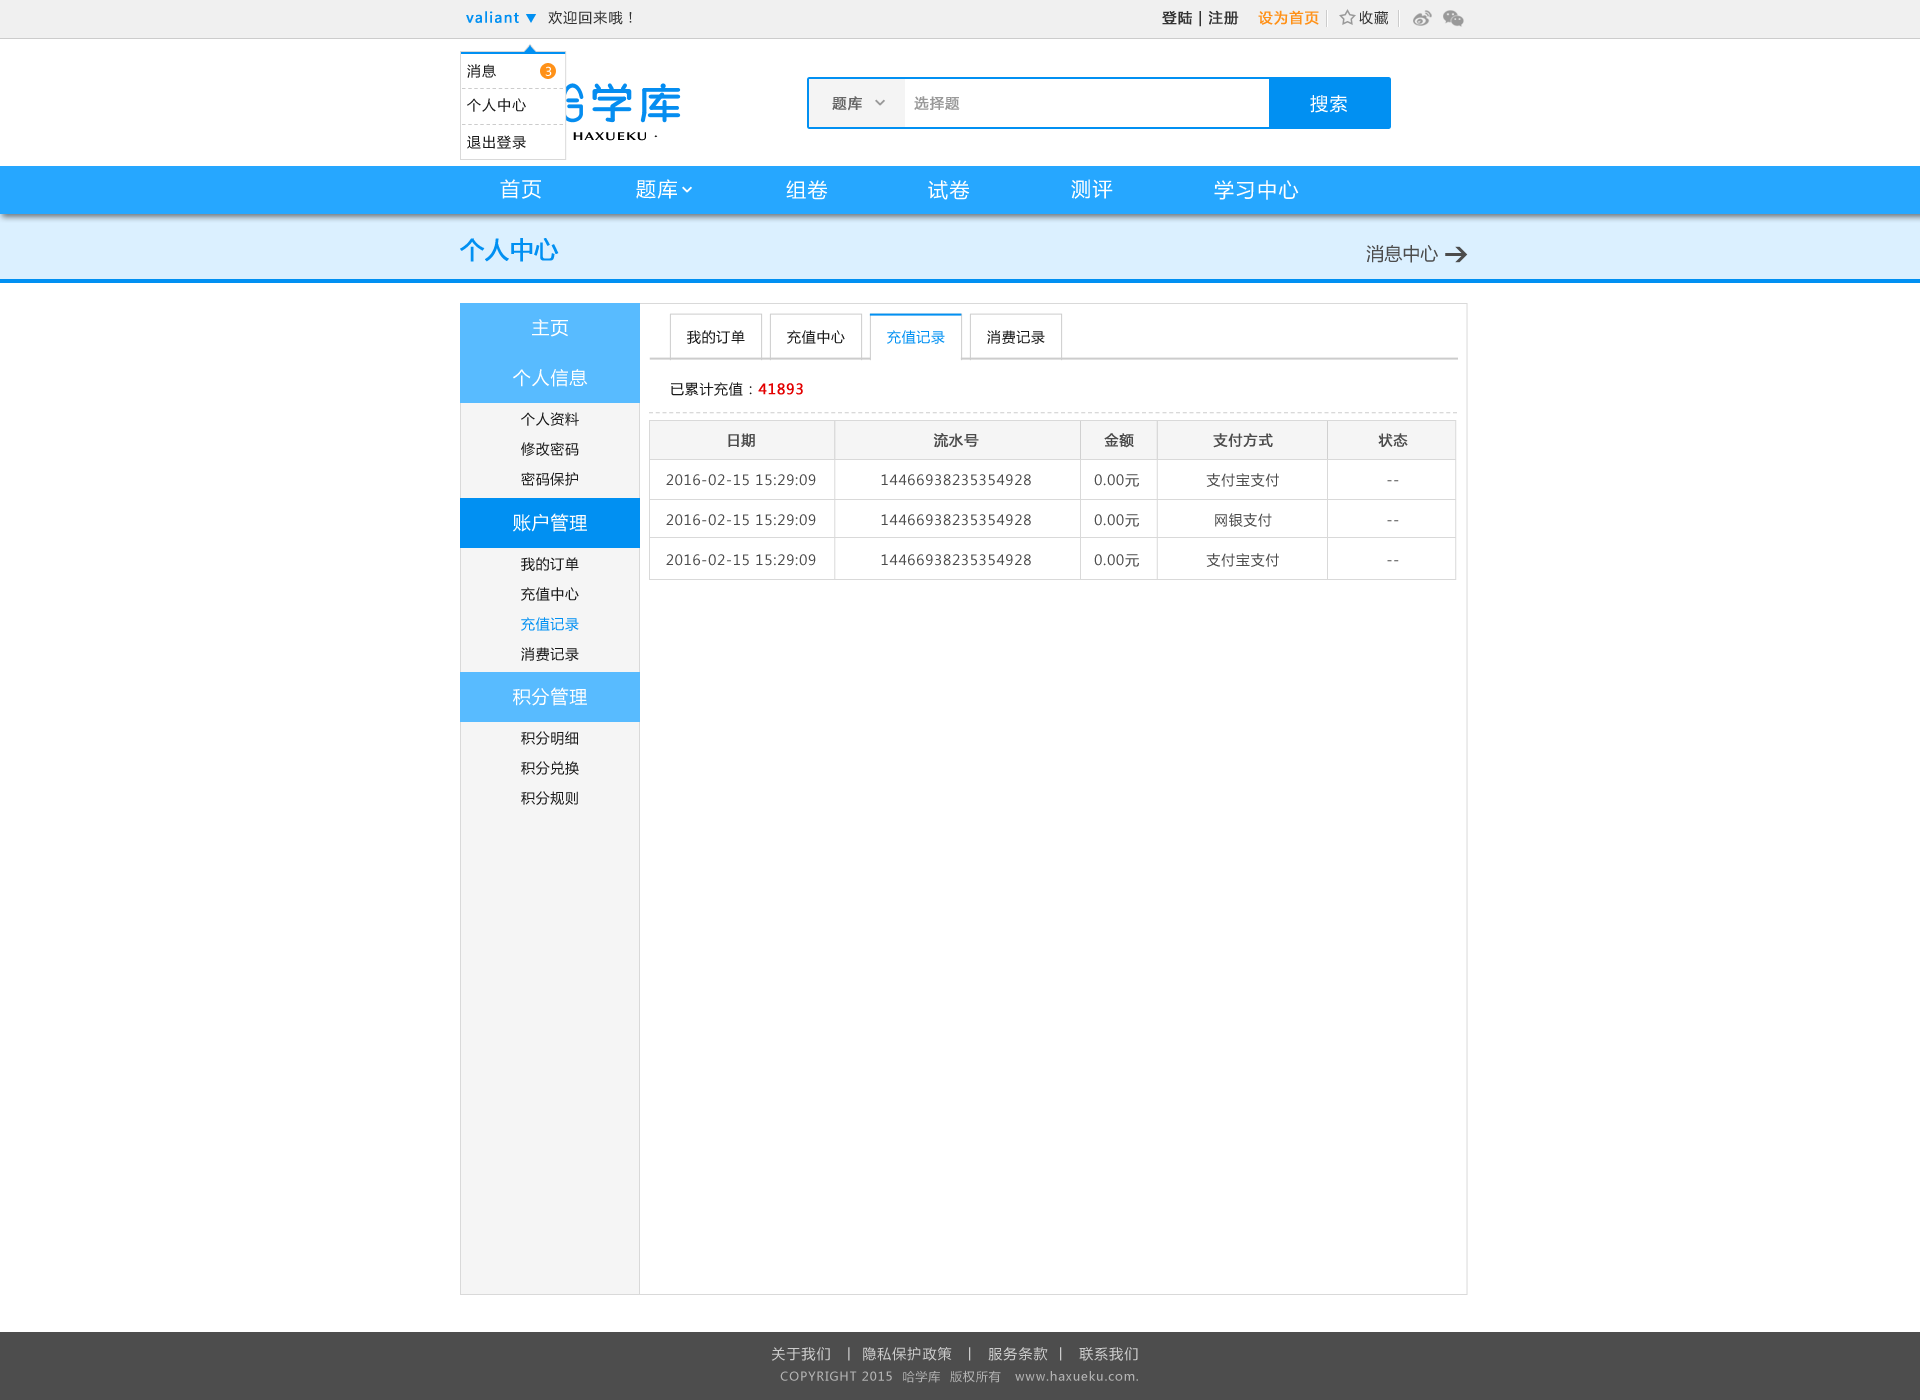 valiant ▼ 欢迎回来哦！ 登陆 | 注册 设为首页 收藏
消息 3
个人中心
退出登录
哈学库
HAXUEKU ·
题库 选择题 搜索
首页 题库 组卷 试卷 测评 学习中心
个人中心 消息中心
主页
个人信息
个人资料
修改密码
密码保护
账户管理
我的订单
充值中心
充值记录
消费记录
积分管理
积分明细
积分兑换
积分规则
我的订单 充值中心 充值记录 消费记录
已累计充值：41893
日期 流水号 金额 支付方式 状态
2016-02-15 15:29:09 14466938235354928 0.00元 支付宝支付 --
2016-02-15 15:29:09 14466938235354928 0.00元 网银支付 --
2016-02-15 15:29:09 14466938235354928 0.00元 支付宝支付 --
关于我们 | 隐私保护政策 | 服务条款 | 联系我们
COPYRIGHT 2015 哈学库 版权所有 www.haxueku.com.